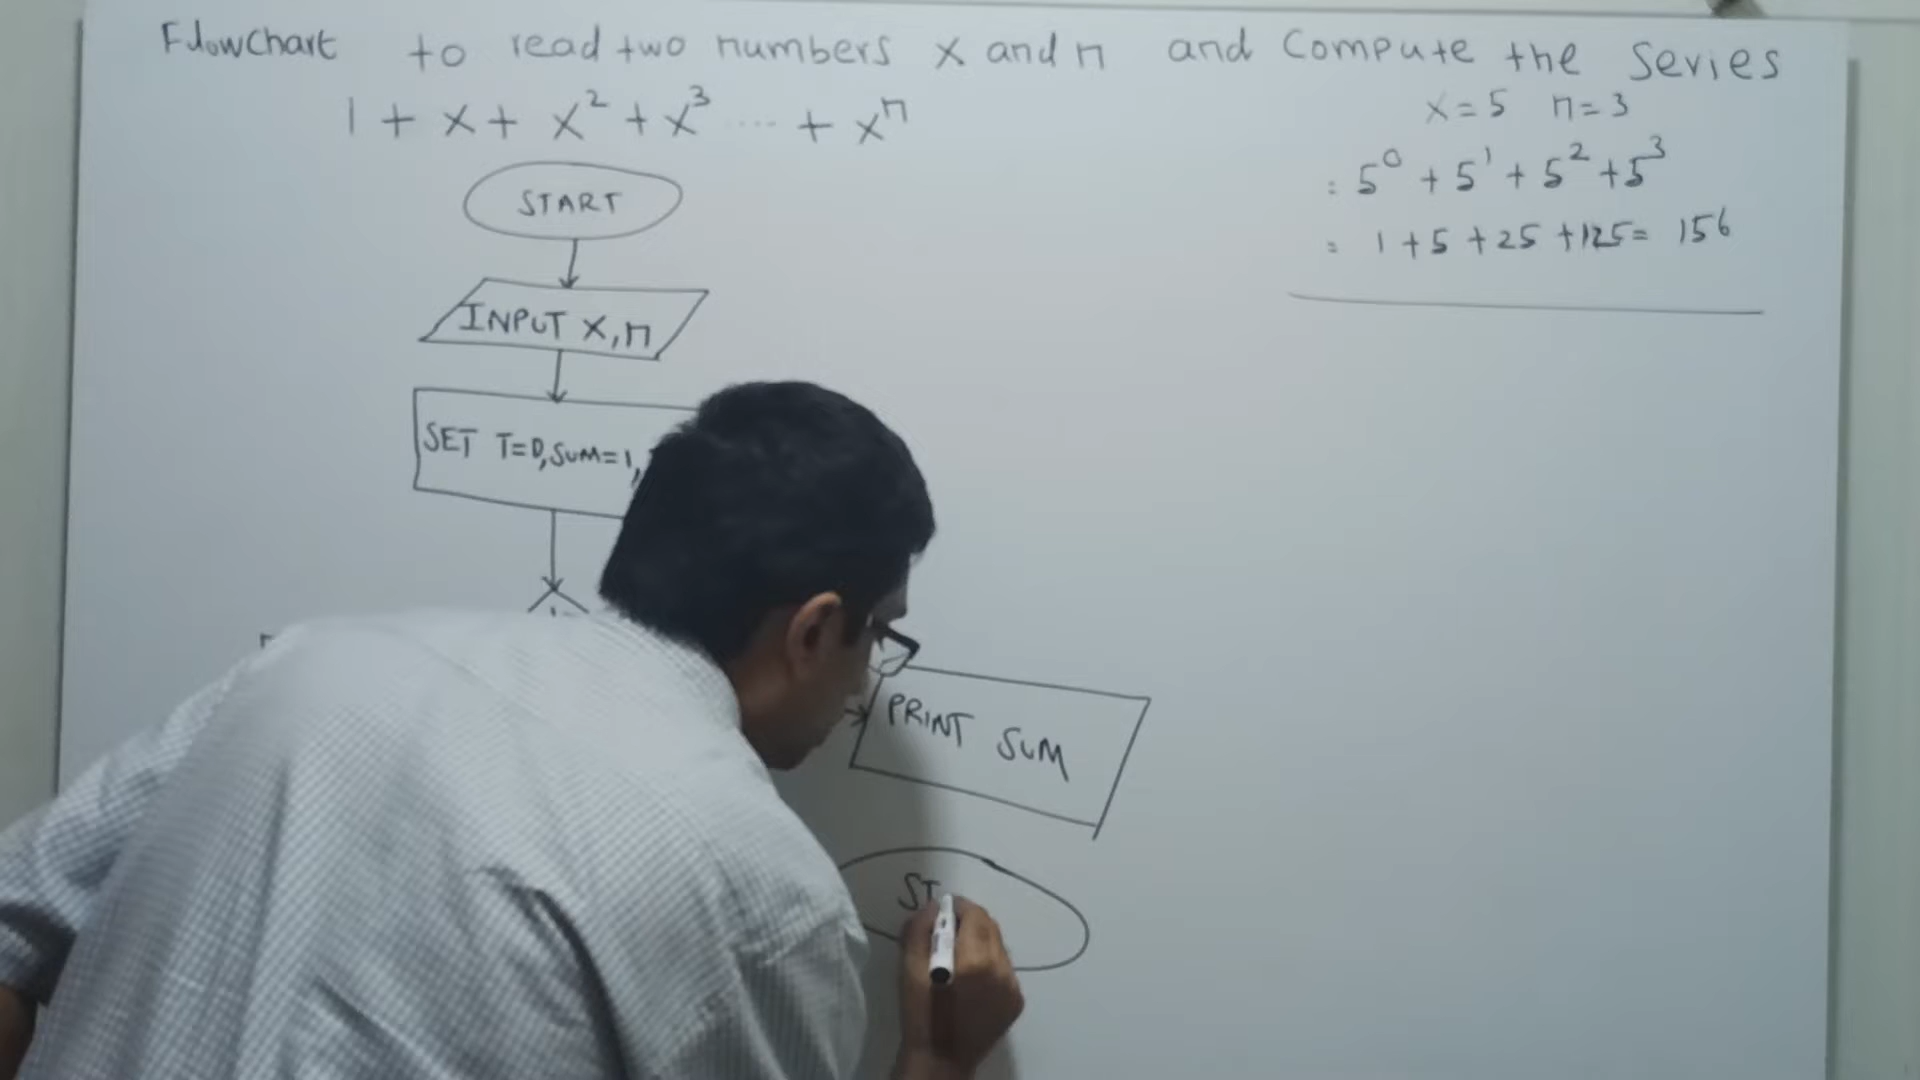 Flowchart to read two numbers x and n and Compute the Series
1 + x + x² + x³ .... + xⁿ
x = 5 n = 3
= 5⁰ + 5¹ + 5² + 5³
= 1 + 5 + 25 + 125 = 156
START
INPUT X, n
SET T=0, SUM=1,
PRINT SUM
ST